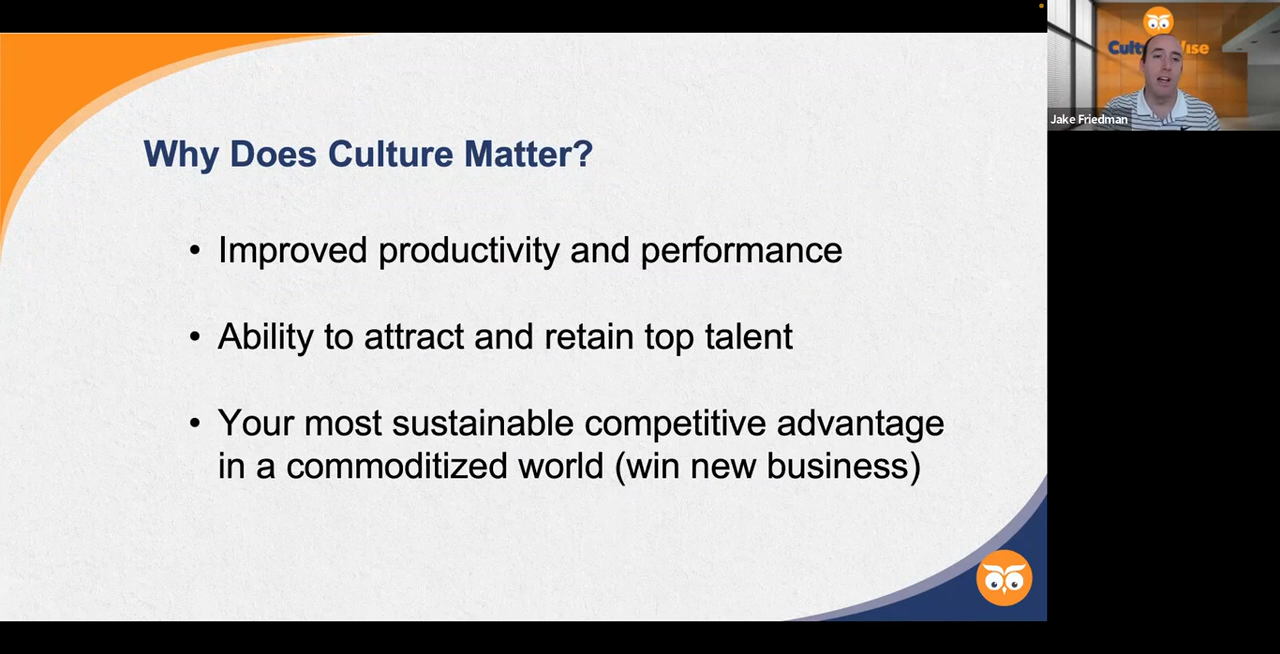 Why Does Culture Matter?
• Improved productivity and performance
• Ability to attract and retain top talent
• Your most sustainable competitive advantage
in a commoditized world (win new business)
Jake Friedman